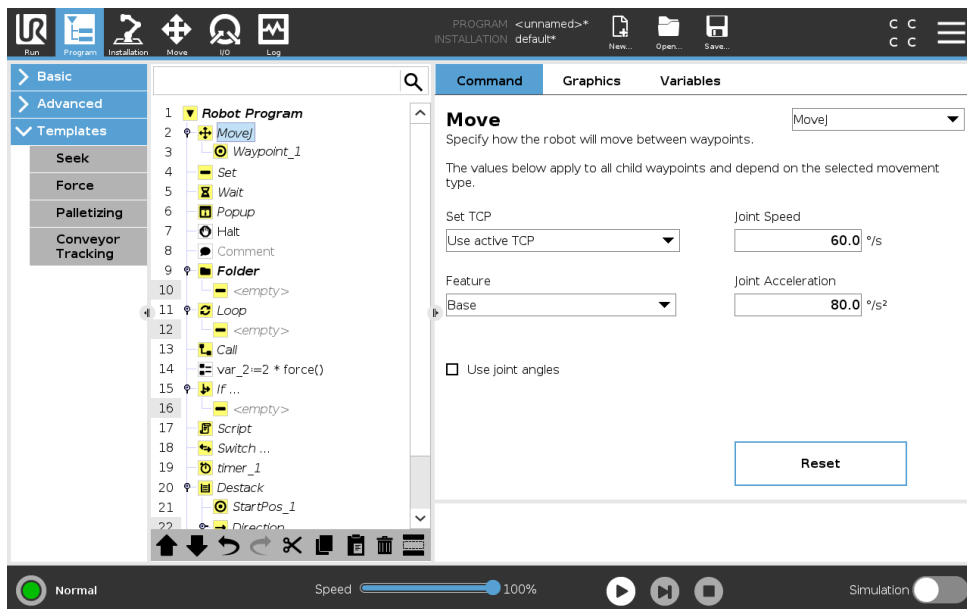 UR
PROGRAM <unnamed>*
INSTALLATION default*
Run
Program
Installation
Move
I/O
Log
New...
Open...
Save...
C C
C C
Basic
Advanced
Templates
Seek
Force
Palletizing
Conveyor
Tracking
1 Robot Program
2 MoveJ
3 Waypoint_1
4 Set
5 Wait
6 Popup
7 Halt
8 Comment
9 Folder
10 <empty>
11 Loop
12 <empty>
13 Call
14 var_2:=2 * force()
15 If ...
16 <empty>
17 Script
18 Switch ...
19 timer_1
20 Destack
21 StartPos_1
22 Direction
Command
Graphics
Variables
Move
MoveJ
Specify how the robot will move between waypoints.
The values below apply to all child waypoints and depend on the selected movement
type.
Set TCP
Joint Speed
Use active TCP
60.0 °/s
Feature
Joint Acceleration
Base
80.0 °/s²
Use joint angles
Reset
Normal
Speed
100%
Simulation